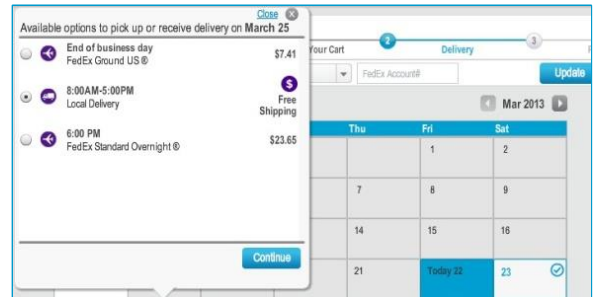 Close
Available options to pick up or receive delivery on March 25
End of business day
FedEx Ground US ®
$7.41
8:00AM-5:00PM
Local Delivery
$
Free
Shipping
6:00 PM
FedEx Standard Overnight ®
$23.65
Continue
Your Cart
2
Delivery
3
FedEx Account#
Update
Mar 2013
Thu
Fri
Sat
1
2
7
8
9
14
15
16
21
Today 22
23